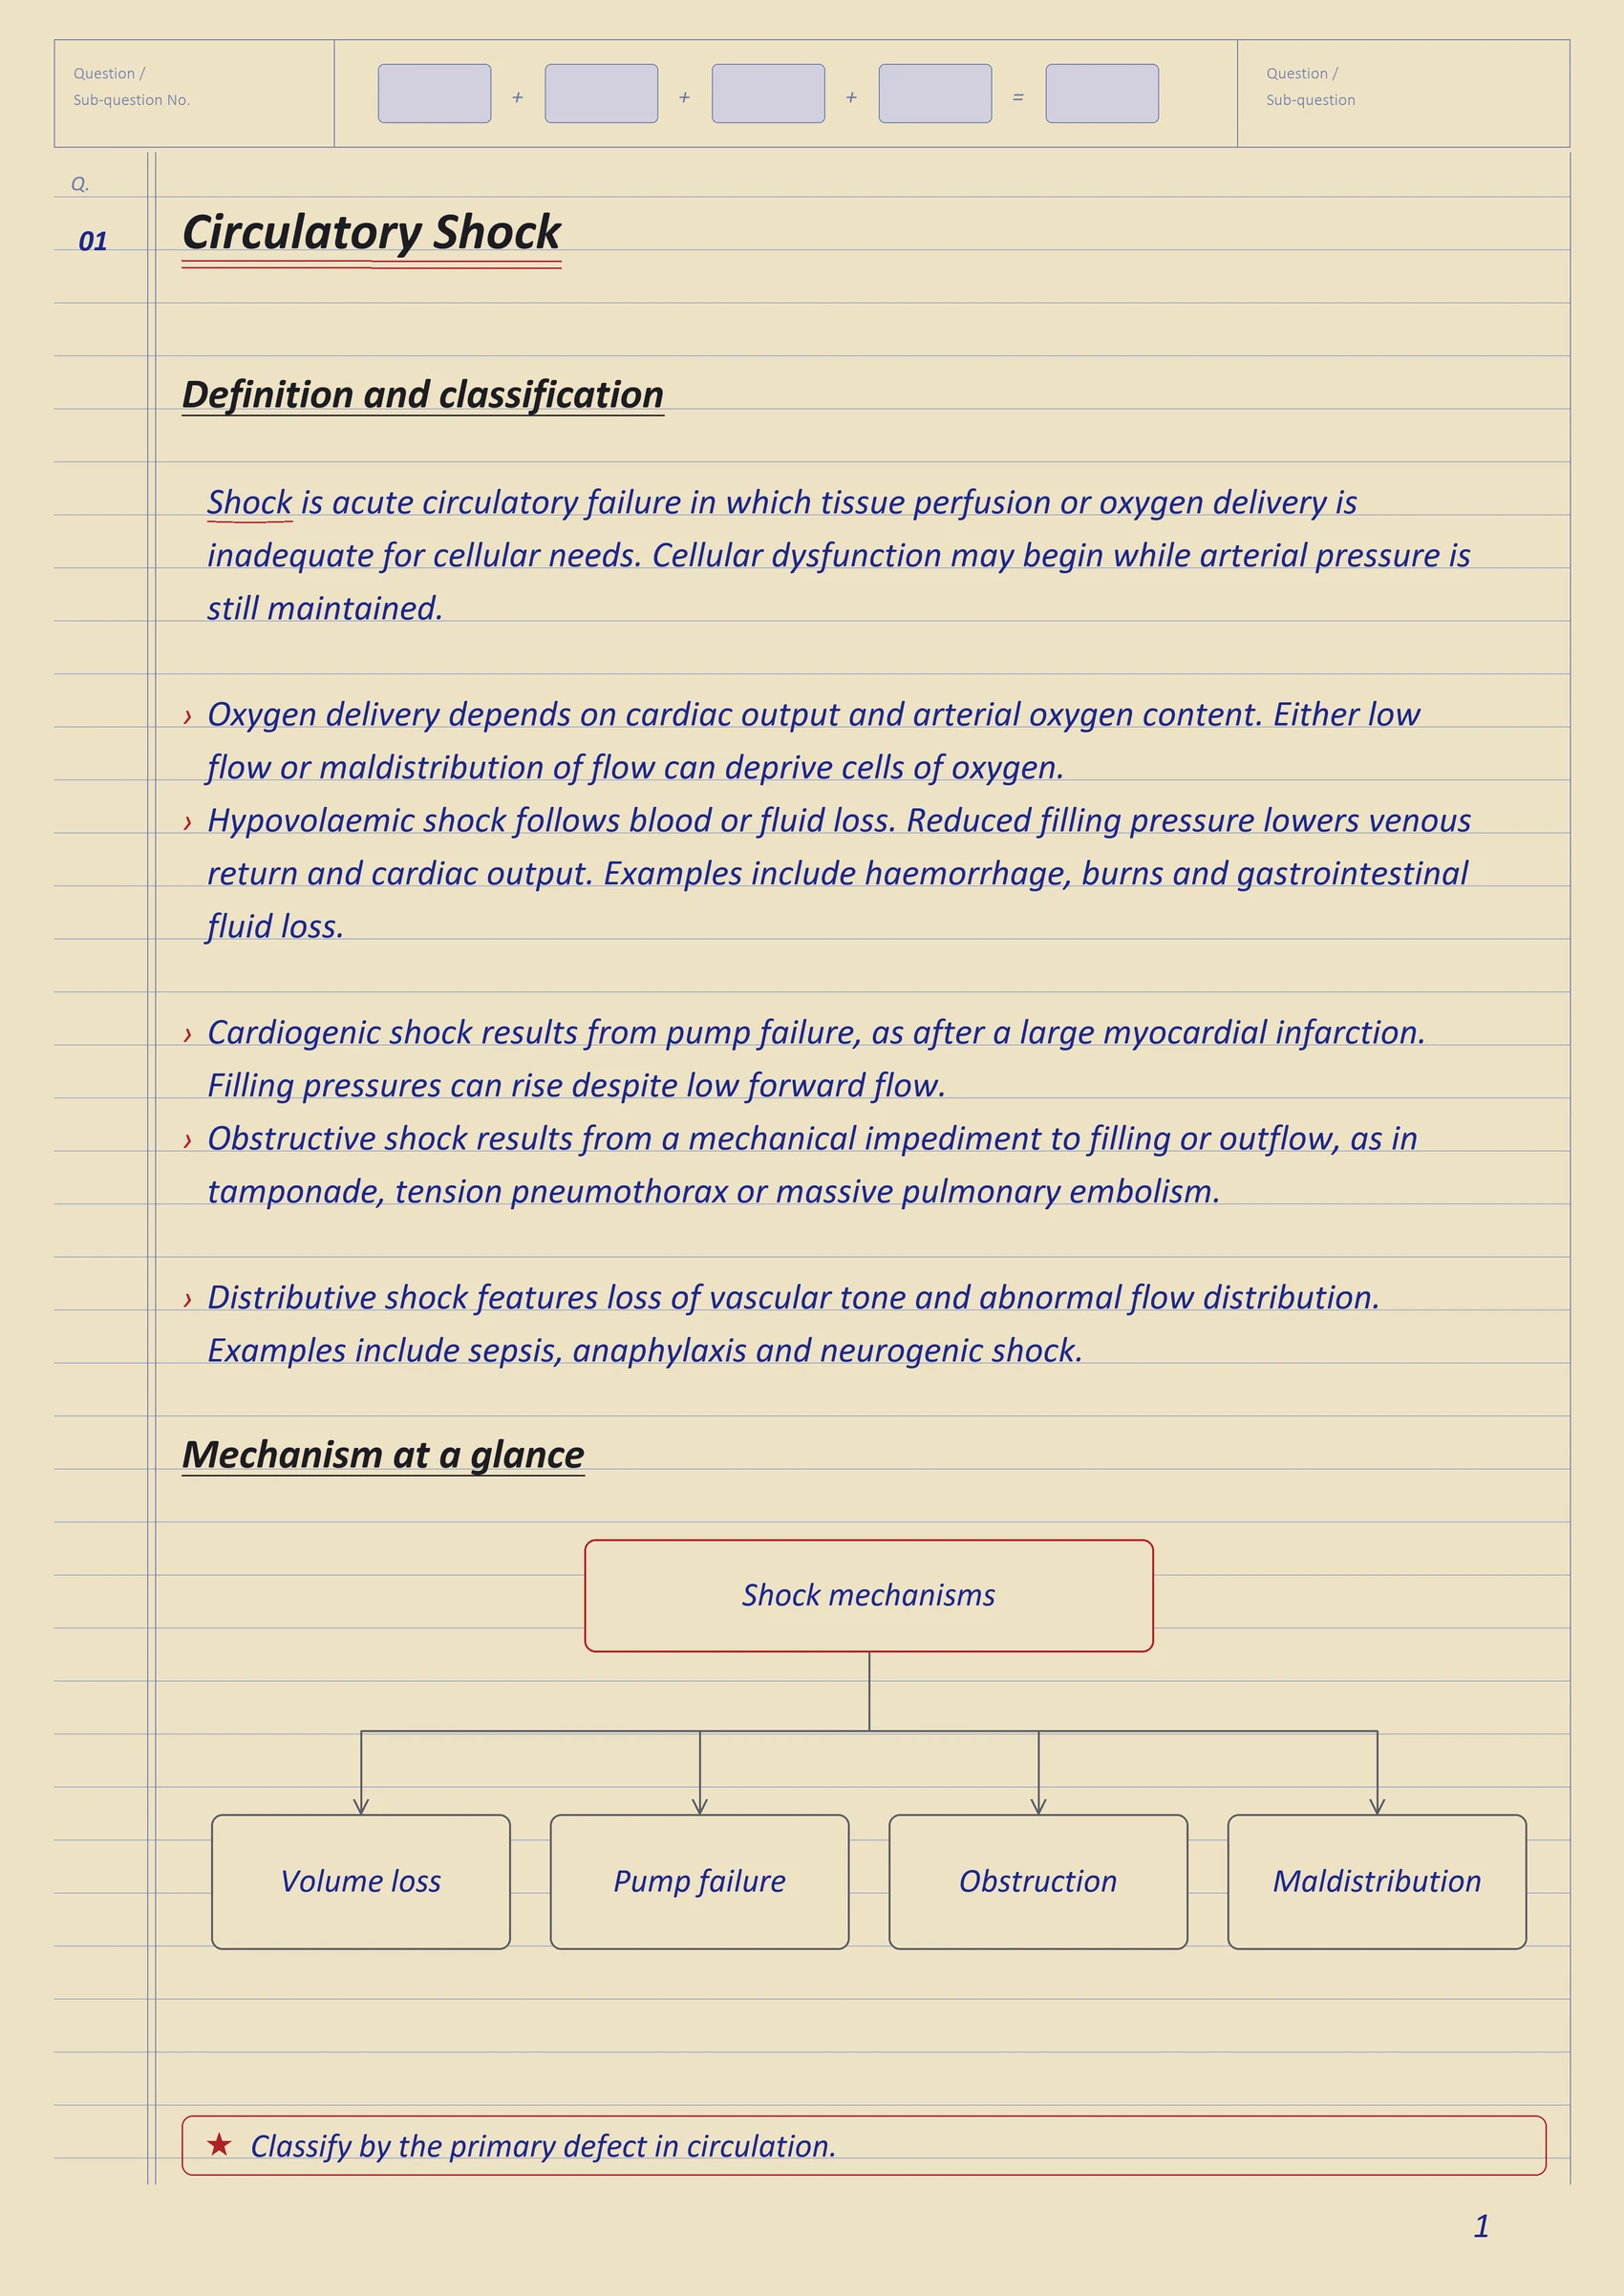 Question /
Sub-question No.
+ + + =
Question /
Sub-question
Q.
01
Circulatory Shock
Definition and classification
Shock is acute circulatory failure in which tissue perfusion or oxygen delivery is
inadequate for cellular needs. Cellular dysfunction may begin while arterial pressure is
still maintained.
› Oxygen delivery depends on cardiac output and arterial oxygen content. Either low
flow or maldistribution of flow can deprive cells of oxygen.
› Hypovolaemic shock follows blood or fluid loss. Reduced filling pressure lowers venous
return and cardiac output. Examples include haemorrhage, burns and gastrointestinal
fluid loss.
› Cardiogenic shock results from pump failure, as after a large myocardial infarction.
Filling pressures can rise despite low forward flow.
› Obstructive shock results from a mechanical impediment to filling or outflow, as in
tamponade, tension pneumothorax or massive pulmonary embolism.
› Distributive shock features loss of vascular tone and abnormal flow distribution.
Examples include sepsis, anaphylaxis and neurogenic shock.
Mechanism at a glance
Shock mechanisms
Volume loss
Pump failure
Obstruction
Maldistribution
★ Classify by the primary defect in circulation.
1